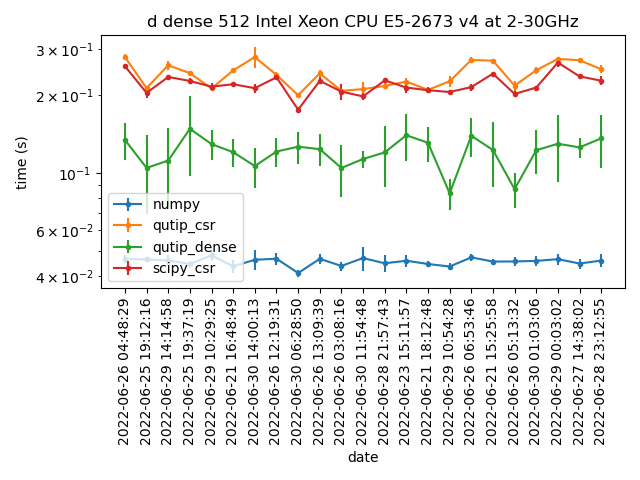 d dense 512 Intel Xeon CPU E5-2673 v4 at 2-30GHz
time (s)
3 × 10⁻¹
2 × 10⁻¹
10⁻¹
6 × 10⁻²
4 × 10⁻²
numpy
qutip_csr
qutip_dense
scipy_csr
2022-06-26 04:48:29
2022-06-25 19:12:16
2022-06-29 14:14:58
2022-06-25 19:37:19
2022-06-29 10:29:25
2022-06-21 16:48:49
2022-06-30 14:00:13
2022-06-26 12:19:31
2022-06-30 06:28:50
2022-06-26 13:09:39
2022-06-26 03:08:16
2022-06-30 11:54:48
2022-06-28 21:57:43
2022-06-23 15:11:57
2022-06-21 18:12:48
2022-06-29 10:54:28
2022-06-26 06:53:46
2022-06-21 15:25:58
2022-06-26 05:13:32
2022-06-30 01:03:06
2022-06-29 00:03:02
2022-06-27 14:38:02
2022-06-28 23:12:55
date